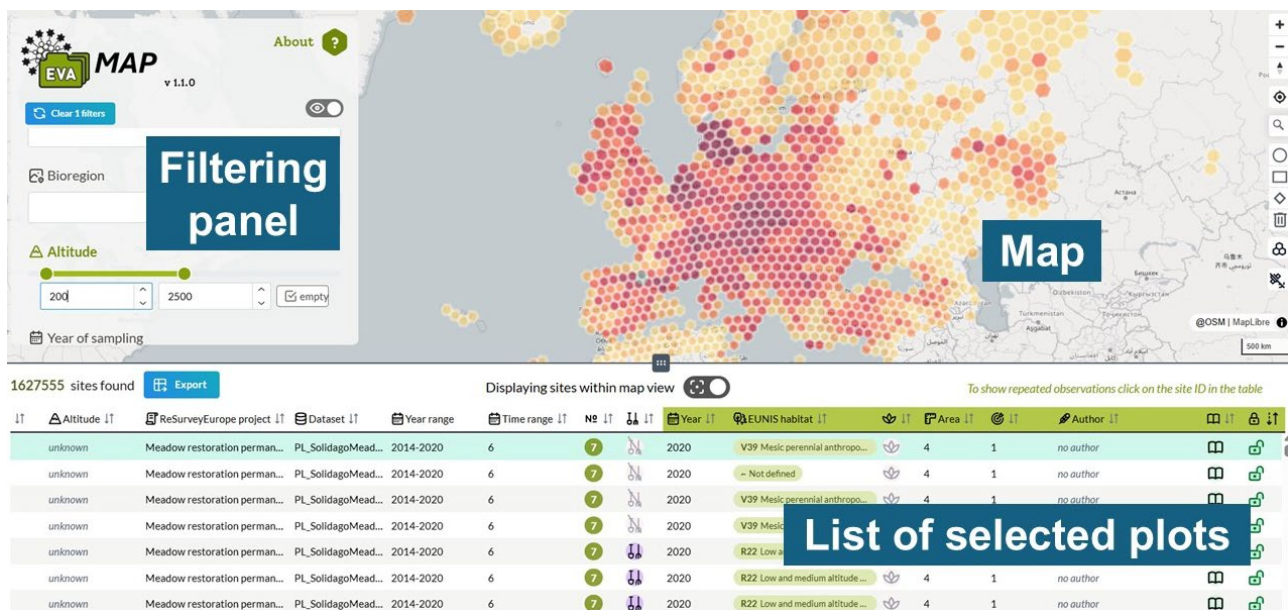 EVA MAP
v 1.1.0
About ?
Clear 1 filters
Bioregion
Filtering
panel
Altitude
200 2500 empty
Year of sampling
Map
Астана
Бишкек
Toshkent
Turkmenistan
Aşgabat
@OSM | MapLibre
500 km
1627555 sites found Export Displaying sites within map view To show repeated observations click on the site ID in the table
Altitude ReSurveyEurope project Dataset Year range Time range Nº Year EUNIS habitat Area Author
unknown Meadow restoration perman... PL_SolidagoMead... 2014-2020 6 7 2020 V39 Mesic perennial anthropo... 4 1 no author
unknown Meadow restoration perman... PL_SolidagoMead... 2014-2020 6 7 2020 ~ Not defined 4 1 no author
unknown Meadow restoration perman... PL_SolidagoMead... 2014-2020 6 7 2020 V39 Mesic perennial anthropo... 4 1 no author
unknown Meadow restoration perman... PL_SolidagoMead... 2014-2020 6 7 2020 V39 Mesic
List of selected plots
unknown Meadow restoration perman... PL_SolidagoMead... 2014-2020 6 7 2020 R22 Low
unknown Meadow restoration perman... PL_SolidagoMead... 2014-2020 6 7 2020 R22 Low and medium altitude ... 4 1 no author
unknown Meadow restoration perman... PL_SolidagoMead... 2014-2020 6 7 2020 R22 Low and medium altitude ... 4 1 no author